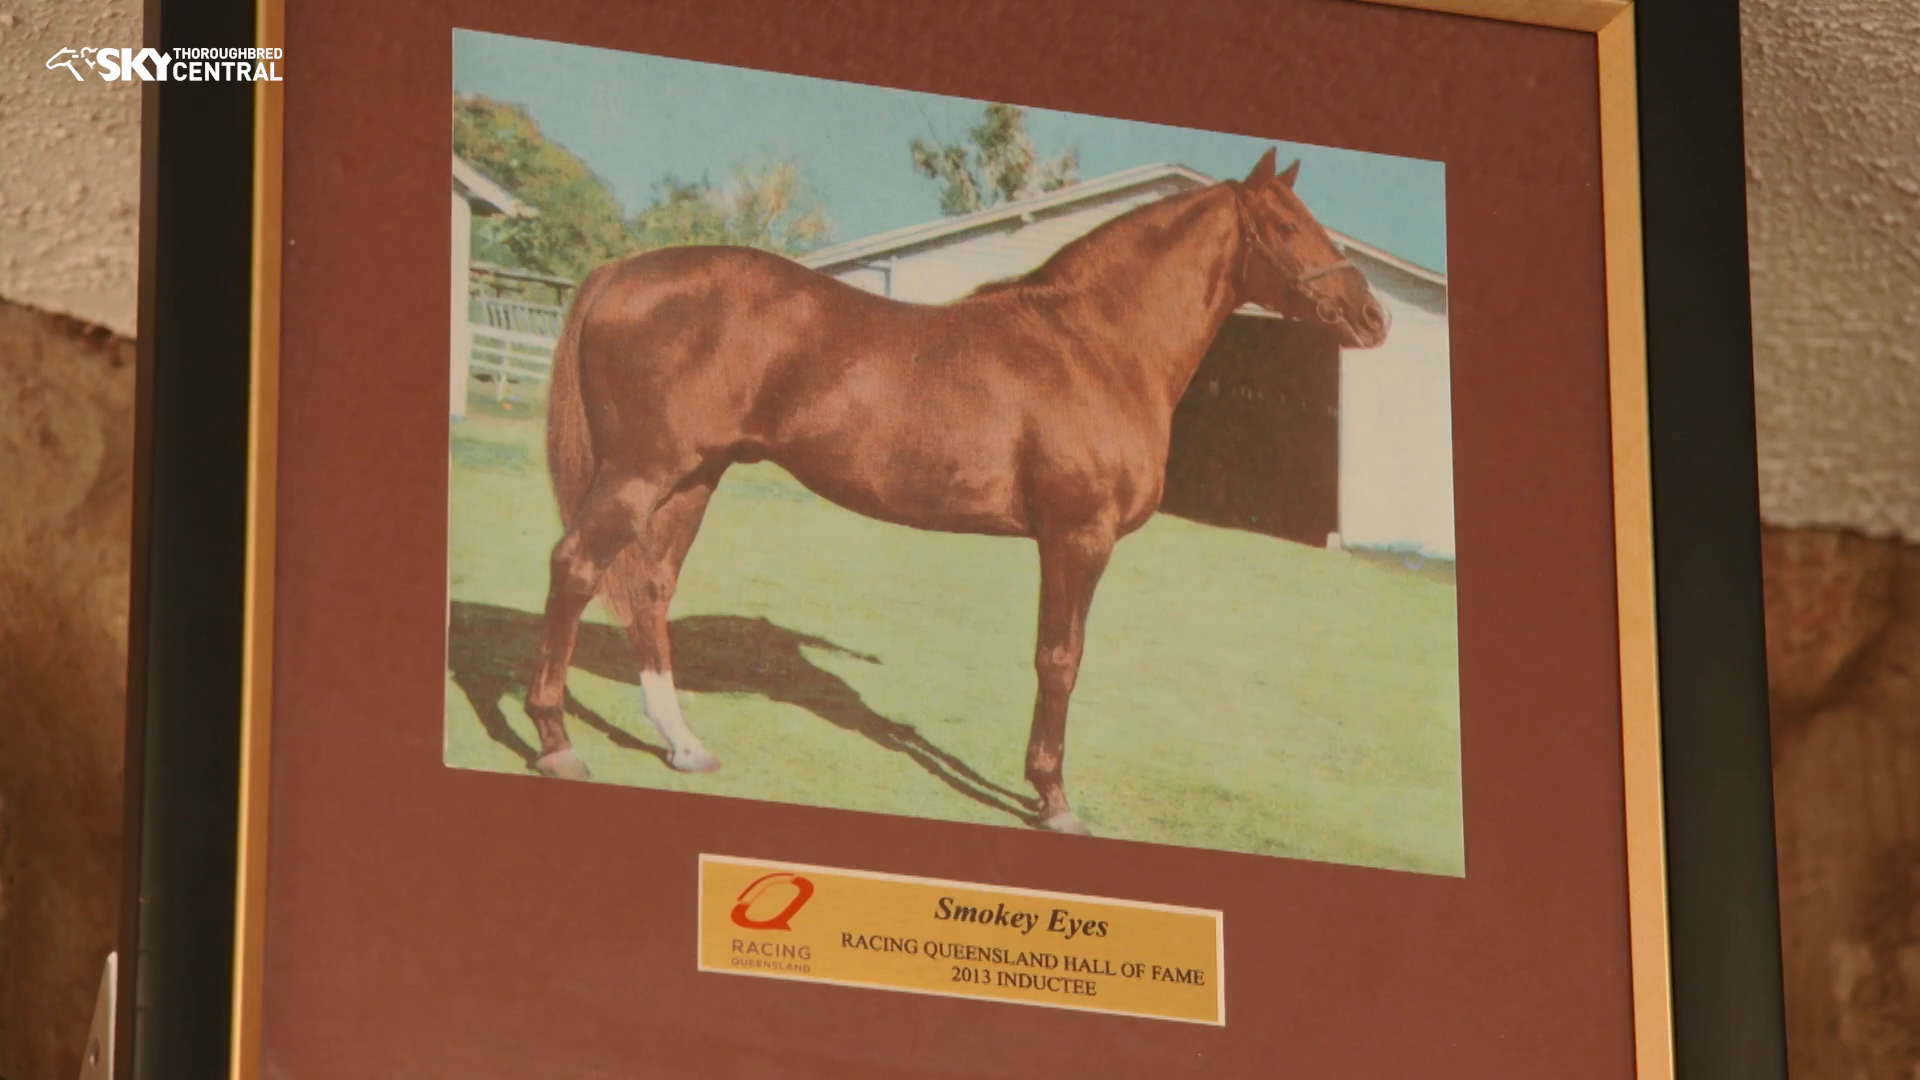 SKY THOROUGHBRED CENTRAL
Smokey Eyes
RACING QUEENSLAND HALL OF FAME
2013 INDUCTEE
RACING
QUEENSLAND